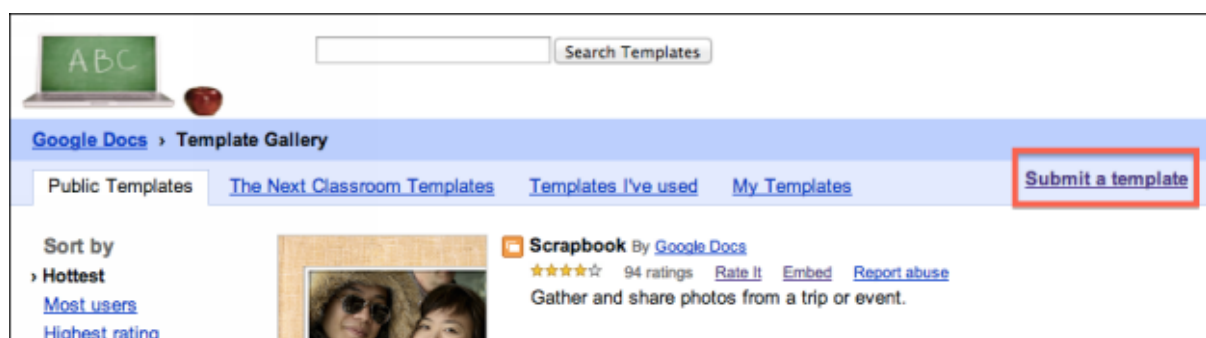 ABC
Search Templates
Google Docs › Template Gallery
Public Templates The Next Classroom Templates Templates I've used My Templates Submit a template
Sort by
› Hottest
Most users
Highest rating
Scrapbook By Google Docs
94 ratings Rate It Embed Report abuse
Gather and share photos from a trip or event.